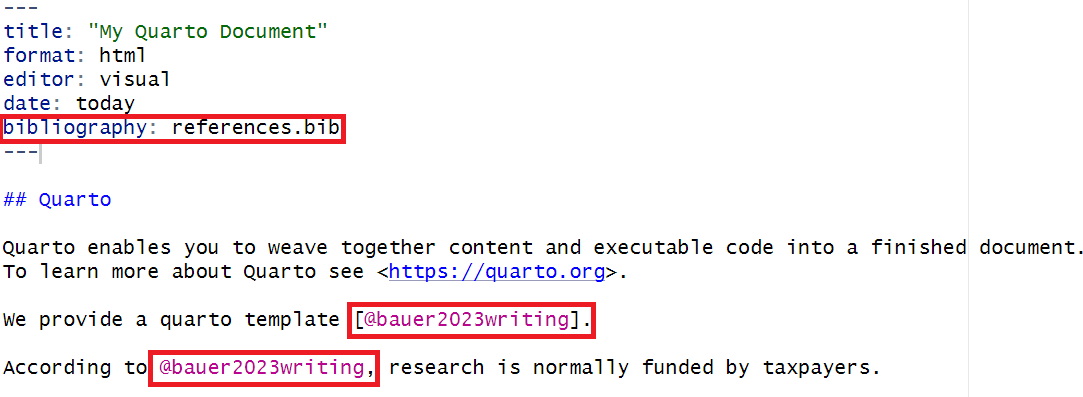 ---
title: "My Quarto Document"
format: html
editor: visual
date: today
bibliography: references.bib
---
## Quarto
Quarto enables you to weave together content and executable code into a finished document.
To learn more about Quarto see <https://quarto.org>.
We provide a quarto template [@bauer2023writing].
According to @bauer2023writing, research is normally funded by taxpayers.